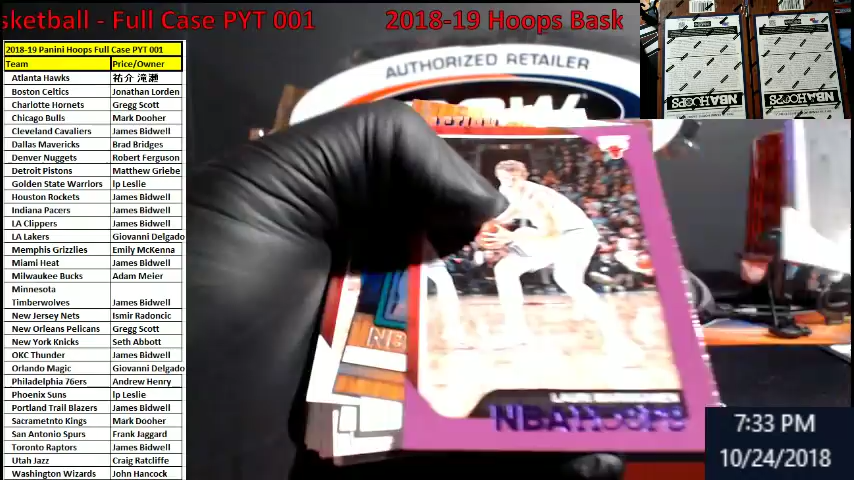 sketball - Full Case PYT 001
2018-19 Hoops Bask
2018-19 Panini Hoops Full Case PYT 001
Team Price/Owner
Atlanta Hawks 祐介 滝瀬
Boston Celtics Jonathan Lorden
Charlotte Hornets Gregg Scott
Chicago Bulls Mark Dooher
Cleveland Cavaliers James Bidwell
Dallas Mavericks Brad Bridges
Denver Nuggets Robert Ferguson
Detroit Pistons Matthew Griebe
Golden State Warriors lp Leslie
Houston Rockets James Bidwell
Indiana Pacers James Bidwell
LA Clippers James Bidwell
LA Lakers Giovanni Delgado
Memphis Grizzlies Emily McKenna
Miami Heat James Bidwell
Milwaukee Bucks Adam Meier
Minnesota
Timberwolves James Bidwell
New Jersey Nets Ismir Radoncic
New Orleans Pelicans Gregg Scott
New York Knicks Seth Abbott
OKC Thunder James Bidwell
Orlando Magic Giovanni Delgado
Philadelphia 76ers Andrew Henry
Phoenix Suns lp Leslie
Portland Trail Blazers James Bidwell
Sacrametnto Kings Mark Dooher
San Antonio Spurs Frank Jaggard
Toronto Raptors James Bidwell
Utah Jazz Craig Ratcliffe
Washington Wizards John Hancock
AUTHORIZED RETAILER
NBA HOOPS
NBA HOOPS
LAURI
NBA HOOPS
7:33 PM
10/24/2018